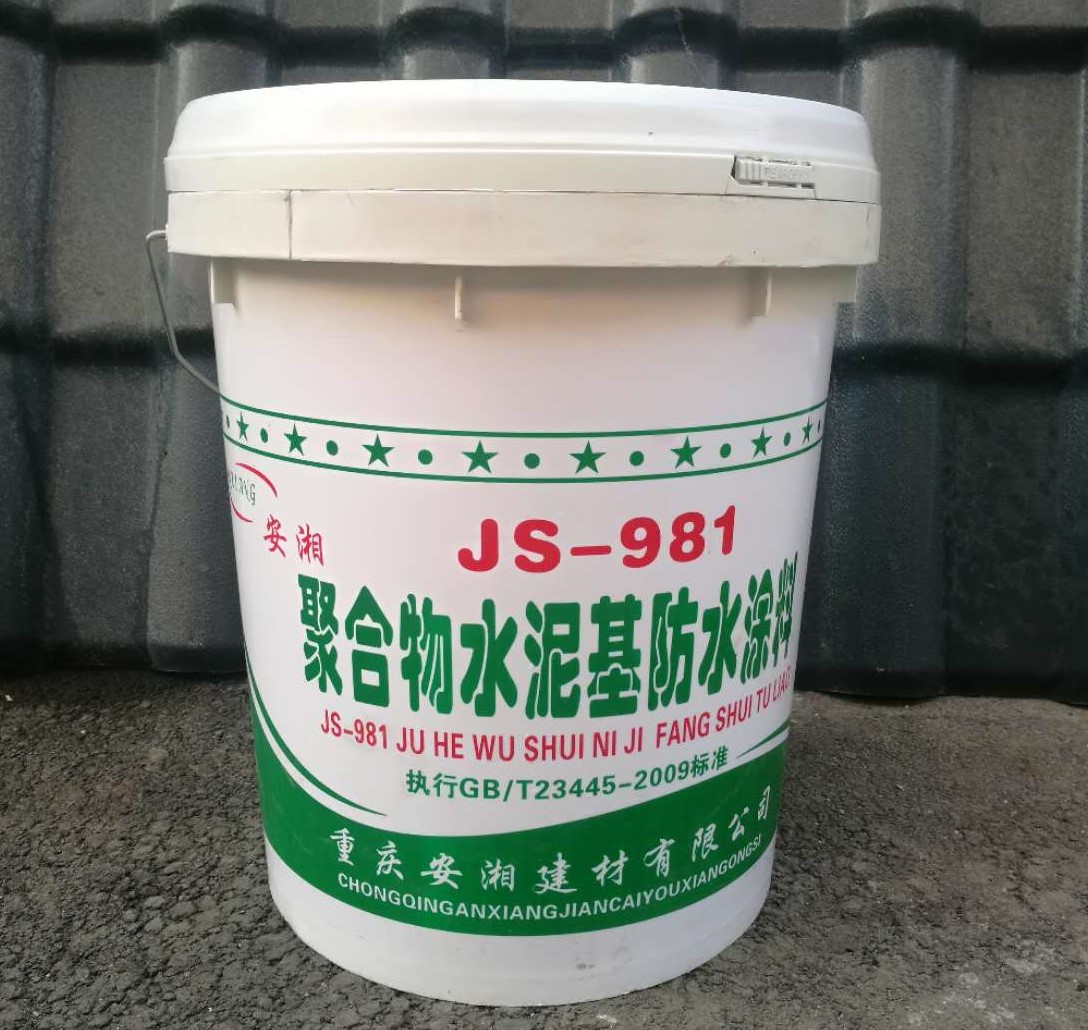 安湘
JS-981
聚合物水泥基防水涂料
JS-981 JU HE WU SHUI NI JI FANG SHUI TU LIAO
执行GB/T23445-2009标准
重庆安湘建材有限公司
CHONGQINGANXIANGJIANCAIYOUXIANGONGSI